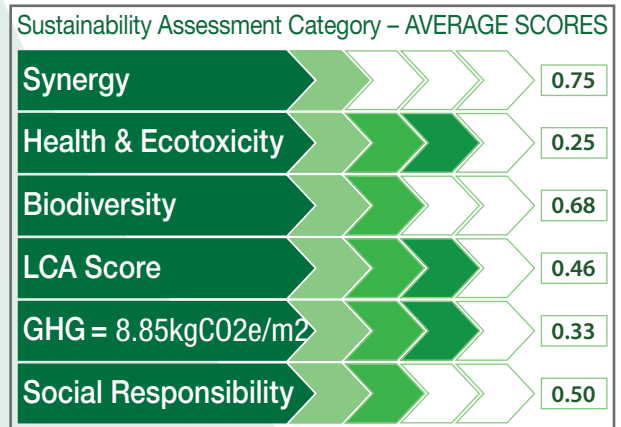 Sustainability Assessment Category – AVERAGE SCORES
Synergy 0.75
Health & Ecotoxicity 0.25
Biodiversity 0.68
LCA Score 0.46
GHG = 8.85kgCO2e/m2 0.33
Social Responsibility 0.50